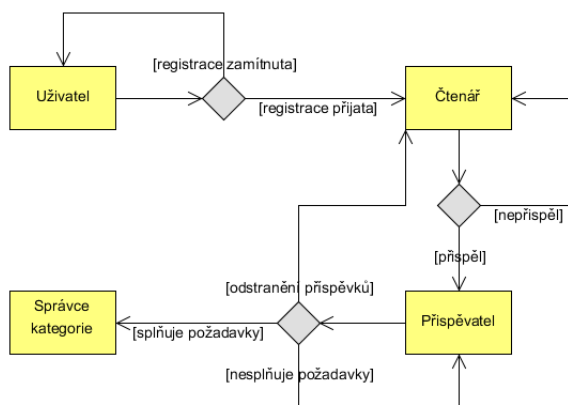 [registrace zamítnuta]
Uživatel
Čtenář
[registrace přijata]
[nepřispěl]
[přispěl]
[odstranění příspěvků]
Správce
kategorie
Přispěvatel
[splňuje požadavky]
[nesplňuje požadavky]